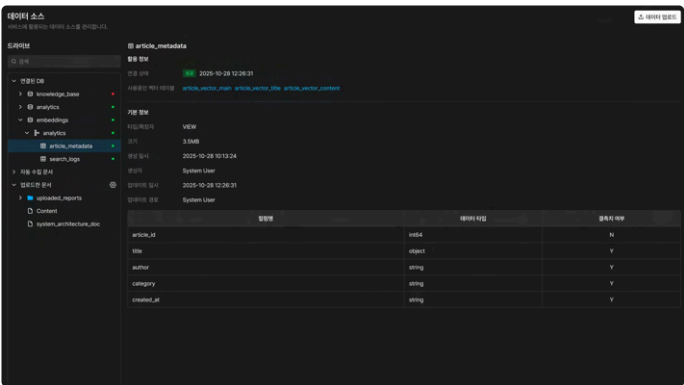 데이터 소스
서비스에 활용되는 데이터 소스를 관리합니다.
데이터 업로드
드라이브
검색
연결된 DB
knowledge_base
analytics
embeddings
analytics
article_metadata
search_logs
자동 수집 문서
업로드한 문서
uploaded_reports
Content
system_architecture_doc
article_metadata
활용 정보
연결 상태 2025-10-28 12:26:31
사용중인 벡터 테이블 article_vector_main article_vector_title article_vector_content
기본 정보
타입/확장자 VIEW
크기 3.5MB
생성 일시 2025-10-28 10:13:24
생성자 System User
업데이트 일시 2025-10-28 12:26:31
업데이트 경로 System User
컬럼명 데이터 타입 결측치 여부
article_id int64 N
title object Y
author string Y
category string Y
created_at string Y